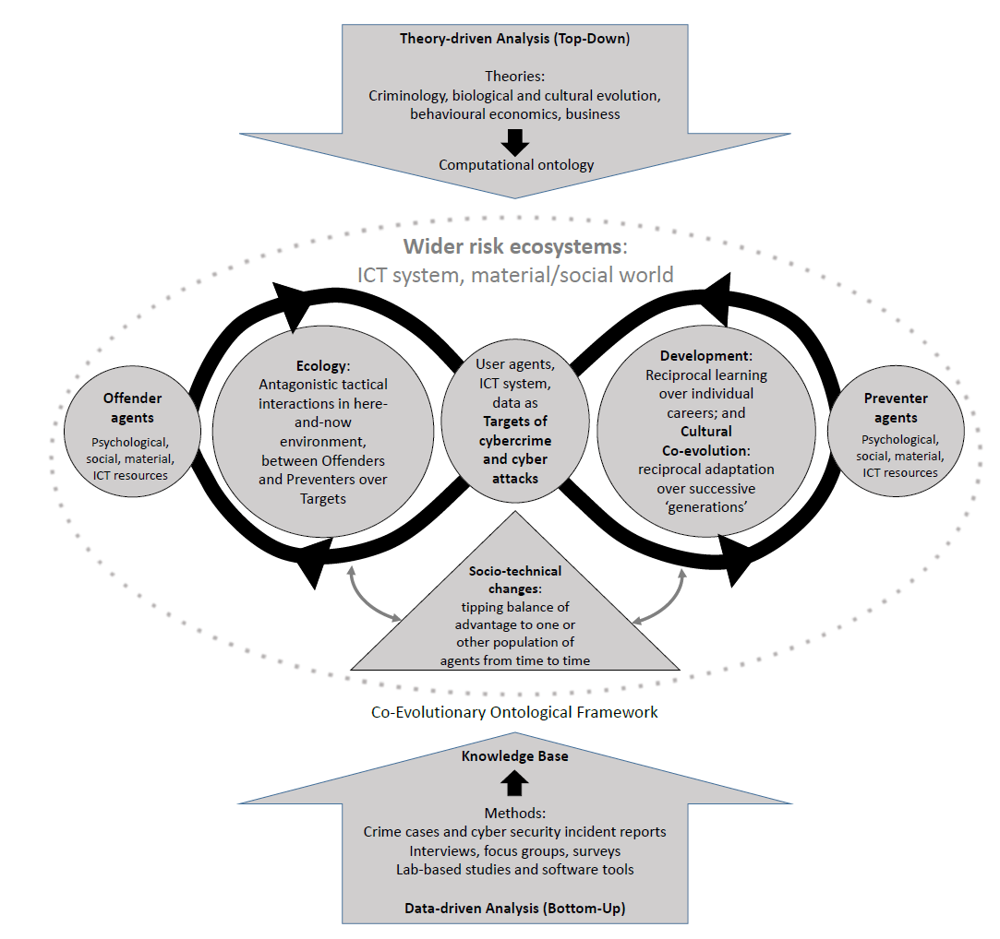 Theory-driven Analysis (Top-Down)
Theories:
Criminology, biological and cultural evolution,
behavioural economics, business
Computational ontology
Wider risk ecosystems:
ICT system, material/social world
Offender
agents
Psychological,
social, material,
ICT resources
Ecology:
Antagonistic tactical
interactions in here-
and-now
environment,
between Offenders
and Preventers over
Targets
User agents,
ICT system,
data as
Targets of
cybercrime
and cyber
attacks
Development:
Reciprocal learning
over individual
careers; and
Cultural
Co-evolution:
reciprocal adaptation
over successive
‘generations’
Preventer
agents
Psychological,
social, material,
ICT resources
Socio-technical
changes:
tipping balance of
advantage to one or
other population of
agents from time to time
Co-Evolutionary Ontological Framework
Knowledge Base
Methods:
Crime cases and cyber security incident reports
Interviews, focus groups, surveys
Lab-based studies and software tools
Data-driven Analysis (Bottom-Up)